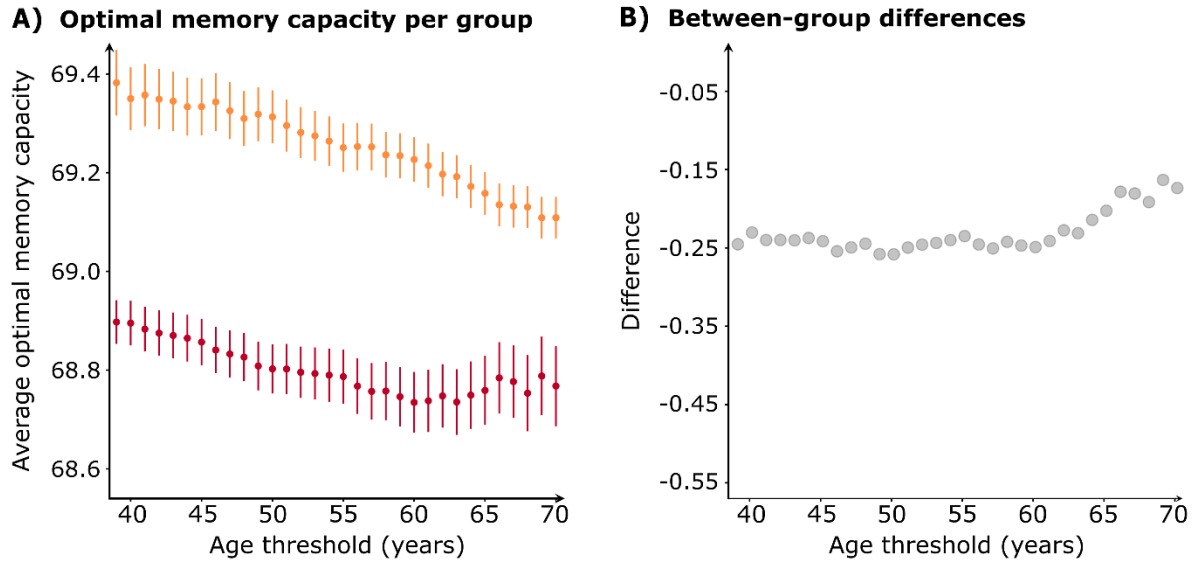 A) Optimal memory capacity per group
Average optimal memory capacity
69.4
69.2
69.0
68.8
68.6
40 45 50 55 60 65 70
Age threshold (years)
B) Between-group differences
Difference
-0.05
-0.15
-0.25
-0.35
-0.45
-0.55
40 45 50 55 60 65 70
Age threshold (years)